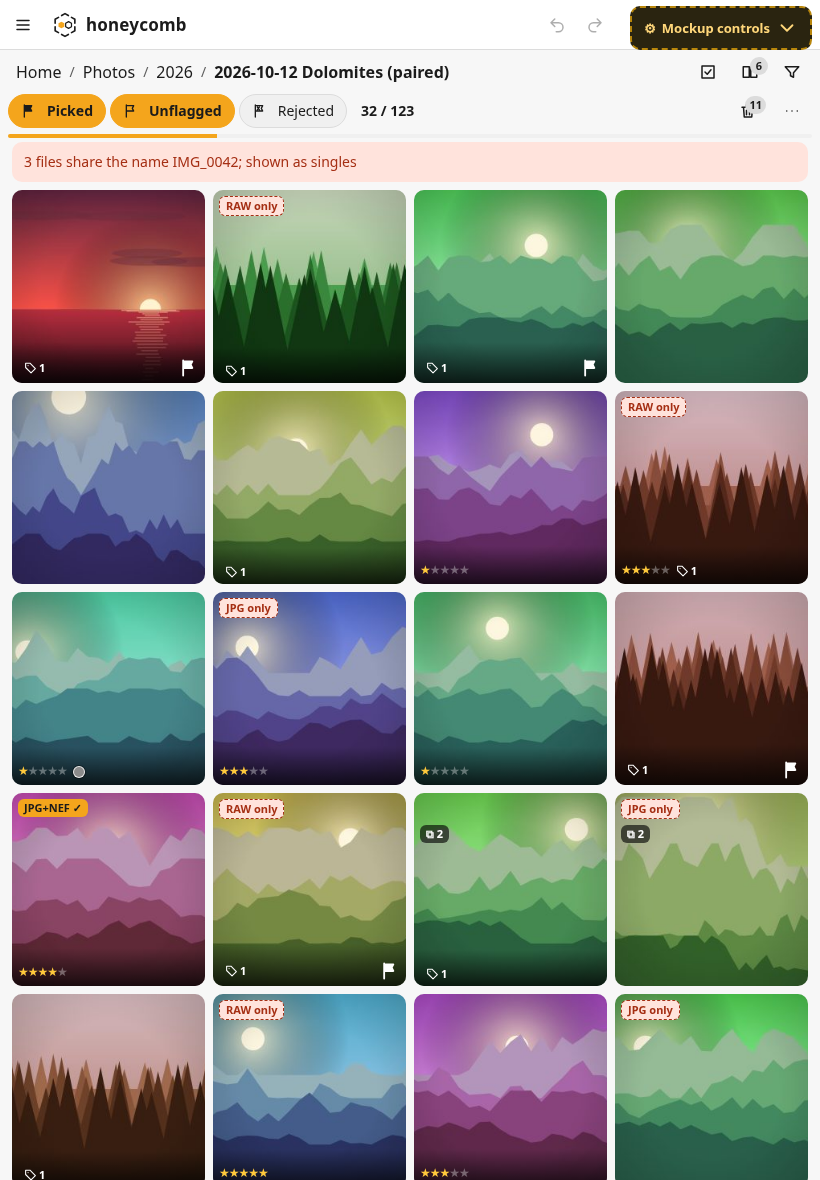 honeycomb
Mockup controls
Home / Photos / 2026 / 2026-10-12 Dolomites (paired)
6
Picked
Unflagged
Rejected
32 / 123
11
3 files share the name IMG_0042; shown as singles
1
RAW only
1
1
1
RAW only
1
JPG only
1
JPG+NEF ✓
RAW only
1
2
1
JPG only
2
1
RAW only
JPG only